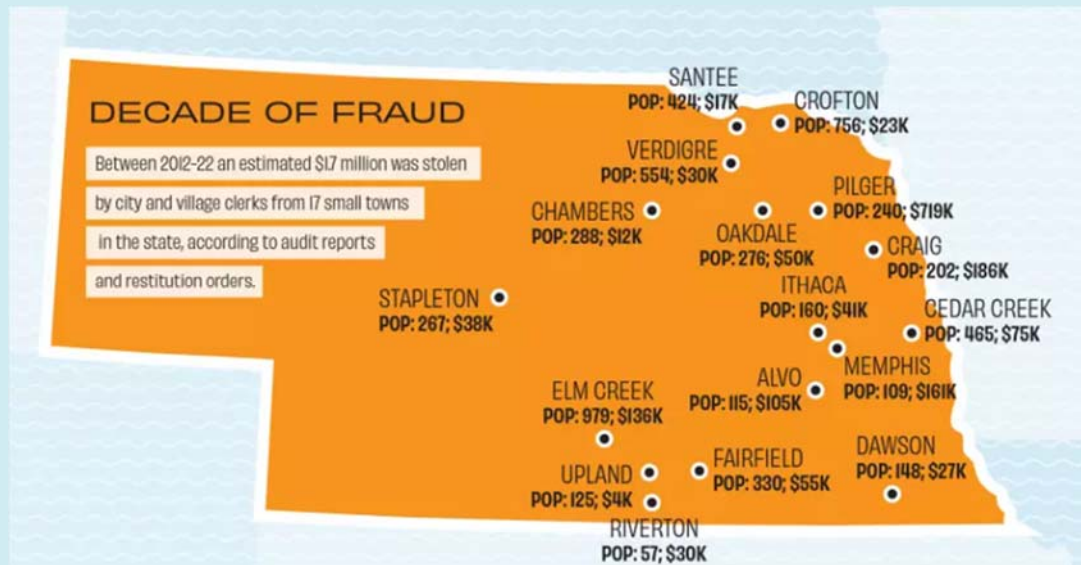 DECADE OF FRAUD
Between 2012-22 an estimated $1.7 million was stolen
by city and village clerks from 17 small towns
in the state, according to audit reports
and restitution orders.
SANTEE
POP: 424; $17K
CROFTON
POP: 756; $23K
VERDIGRE
POP: 554; $30K
PILGER
POP: 240; $719K
CHAMBERS
POP: 288; $12K
OAKDALE
POP: 276; $50K
CRAIG
POP: 202; $186K
ITHACA
POP: 160; $41K
STAPLETON
POP: 267; $38K
CEDAR CREEK
POP: 465; $75K
MEMPHIS
POP: 109; $161K
ALVO
POP: 115; $105K
ELM CREEK
POP: 979; $136K
DAWSON
POP: 148; $27K
FAIRFIELD
POP: 330; $55K
UPLAND
POP: 125; $4K
RIVERTON
POP: 57; $30K